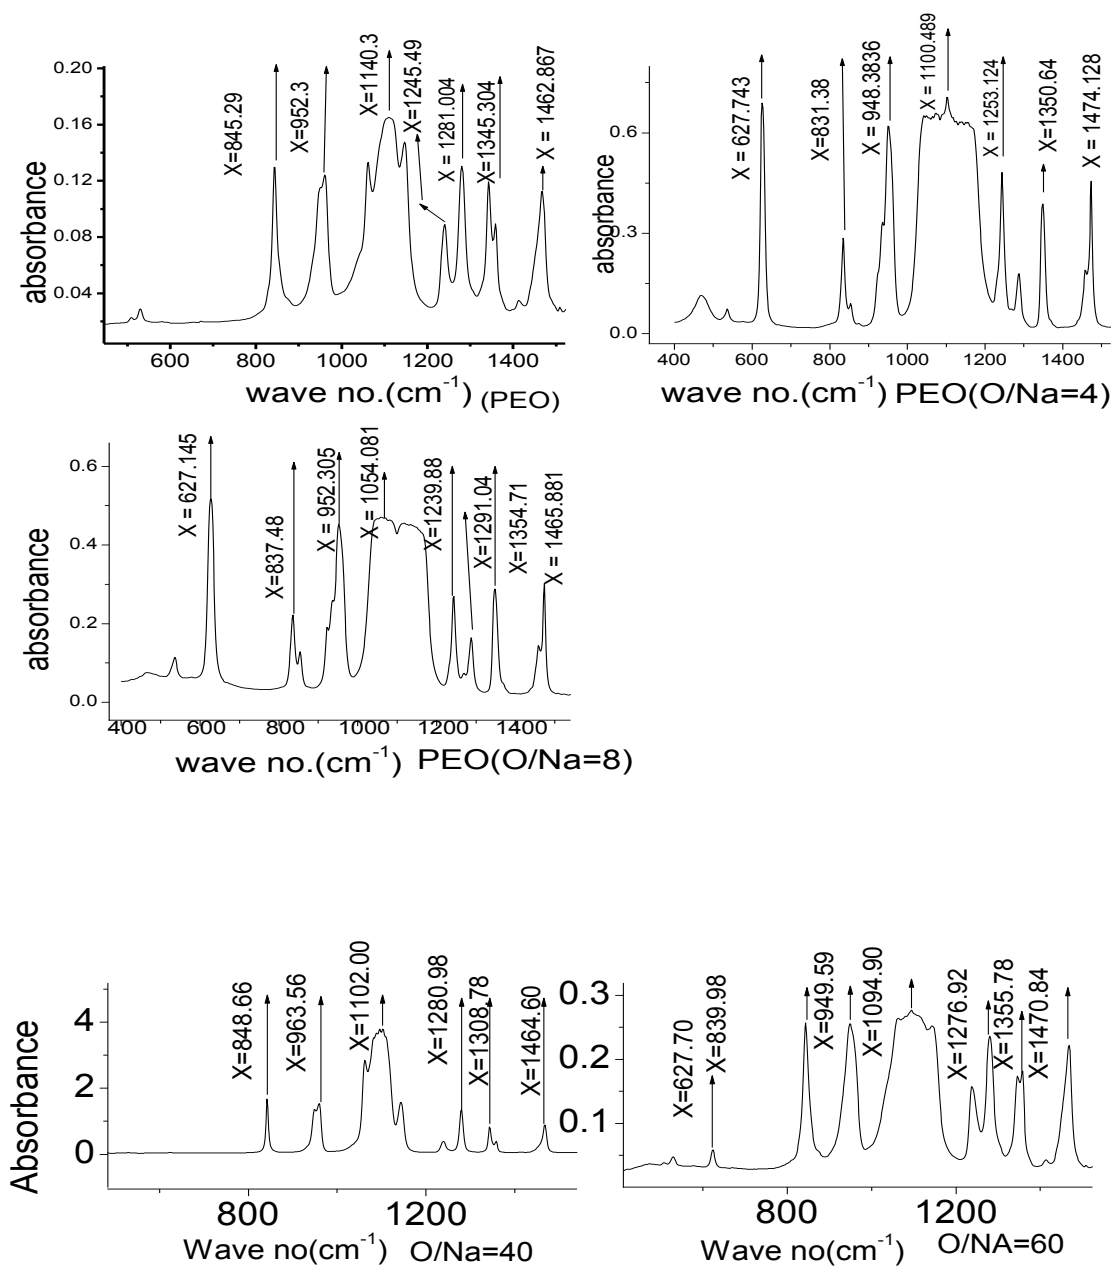 X=845.29
X=952.3
X=1140.3
X=1245.49
X = 1281.004
X=1345.304
X = 1462.867
0.20
0.16
0.12
0.08
0.04
absorbance
600 800 1000 1200 1400
wave no.(cm-1) (PEO)
X = 627.743
X=831.38
X = 948.3836
X = 1100.489
X = 1253.124
X=1350.64
X = 1474.128
0.6
0.3
0.0
absorbance
400 600 800 1000 1200 1400
wave no.(cm-1) PEO(O/Na=4)
X = 627.145
X=837.48
X = 952.305
X = 1054.081
X=1239.88
X=1291.04
X=1354.71
X = 1465.881
0.6
0.4
0.2
0.0
absorbance
400 600 800 1000 1200 1400
wave no.(cm-1) PEO(O/Na=8)
X=848.66
X=963.56
X=1102.00
X=1280.98
X=1308.78
X=1464.60
4
2
0
Absorbance
800 1200
Wave no(cm-1) O/Na=40
X=627.70
X=839.98
X=949.59
X=1094.90
X=1276.92
X=1355.78
X=1470.84
0.3
0.2
0.1
800 1200
Wave no(cm-1) O/NA=60